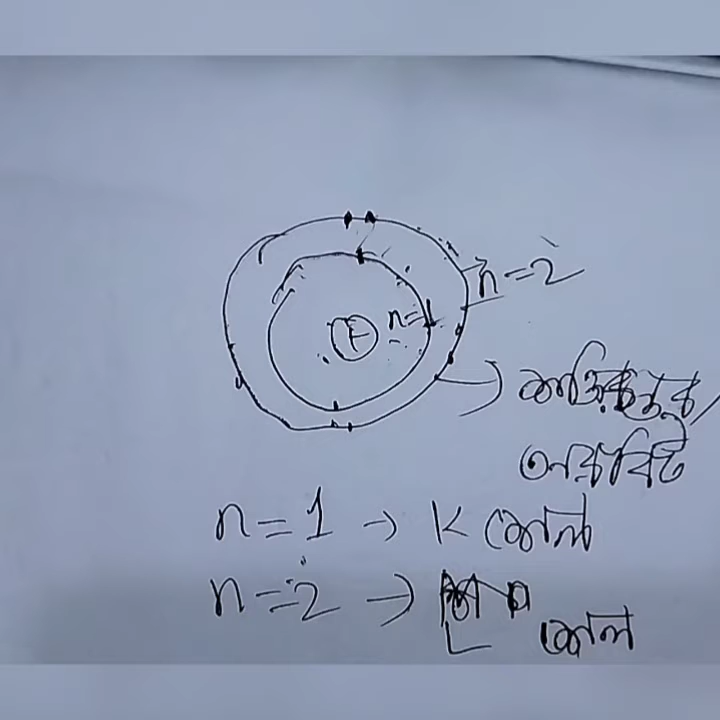 n=2
n=1
+
অরবিট
n=1 → K শেল
n=2 → L শেল